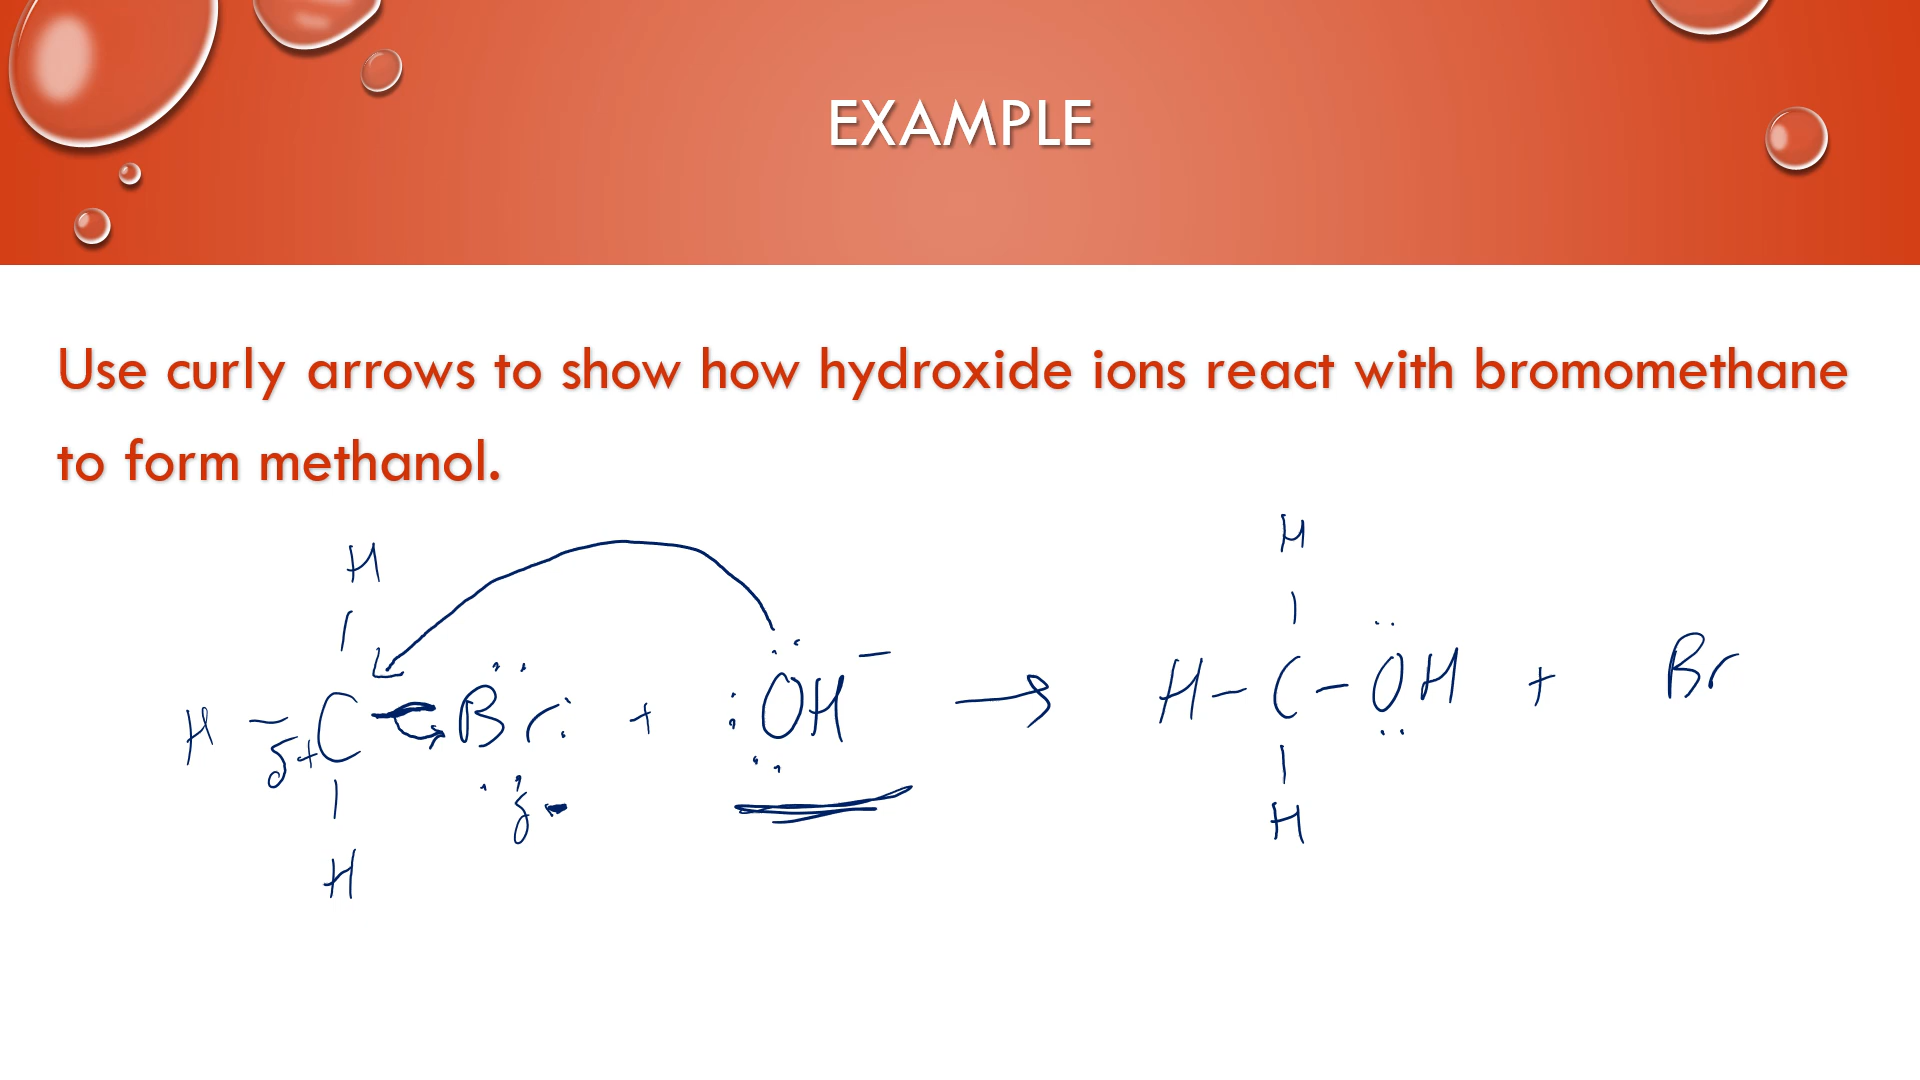 EXAMPLE
Use curly arrows to show how hydroxide ions react with bromomethane
to form methanol.
H H
H – C – Br + OH⁻ → H – C – OH + Br
δ+ δ-
H H